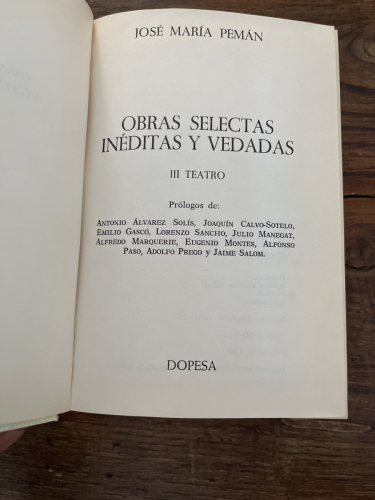 JOSÉ MARÍA PEMÁN
OBRAS SELECTAS
INÉDITAS Y VEDADAS
III TEATRO
Prólogos de:
Antonio Álvarez Solís, Joaquín Calvo-Sotelo,
Emilio Gascó, Lorenzo Sancho, Julio Manegat,
Alfredo Marquerie, Eugenio Montes, Alfonso
Paso, Adolfo Prego y Jaime Salom.
DOPESA